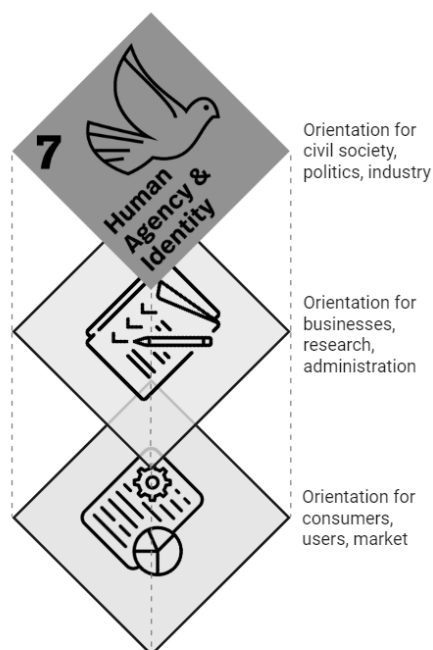 7
Human
Agency &
Identity
Orientation for
civil society,
politics, industry
Orientation for
businesses,
research,
administration
Orientation for
consumers,
users, market